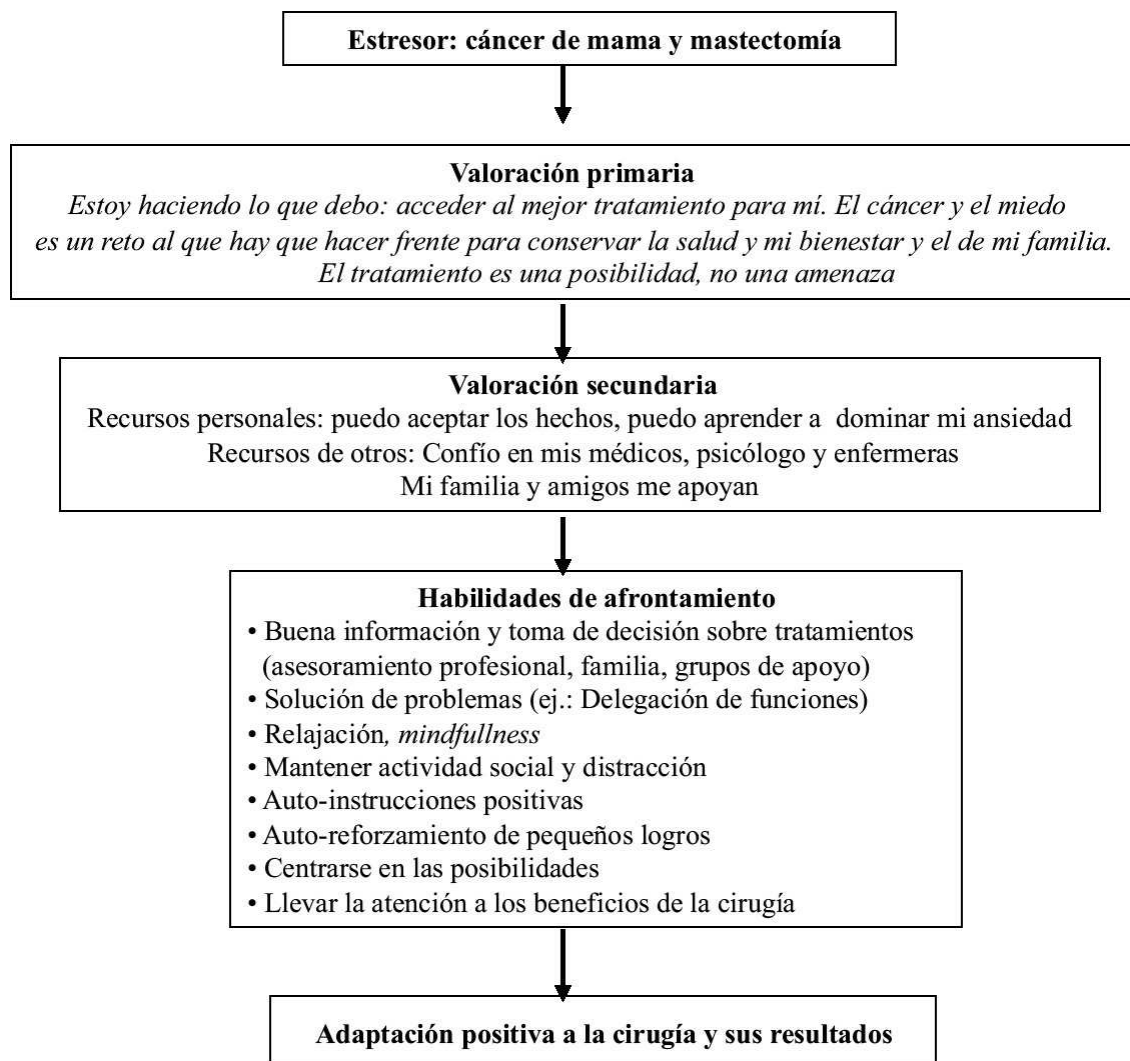 Estresor: cáncer de mama y mastectomía
Valoración primaria
Estoy haciendo lo que debo: acceder al mejor tratamiento para mí. El cáncer y el miedo
es un reto al que hay que hacer frente para conservar la salud y mi bienestar y el de mi familia.
El tratamiento es una posibilidad, no una amenaza
Valoración secundaria
Recursos personales: puedo aceptar los hechos, puedo aprender a dominar mi ansiedad
Recursos de otros: Confío en mis médicos, psicólogo y enfermeras
Mi familia y amigos me apoyan
Habilidades de afrontamiento
• Buena información y toma de decisión sobre tratamientos
(asesoramiento profesional, familia, grupos de apoyo)
• Solución de problemas (ej.: Delegación de funciones)
• Relajación, mindfullness
• Mantener actividad social y distracción
• Auto-instrucciones positivas
• Auto-reforzamiento de pequeños logros
• Centrarse en las posibilidades
• Llevar la atención a los beneficios de la cirugía
Adaptación positiva a la cirugía y sus resultados